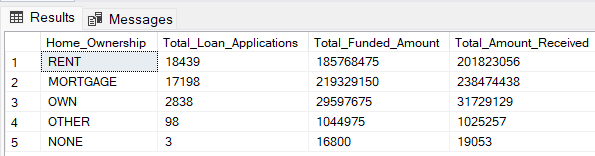 Results Messages
Home_Ownership Total_Loan_Applications Total_Funded_Amount Total_Amount_Received
1 RENT 18439 185768475 201823056
2 MORTGAGE 17198 219329150 238474438
3 OWN 2838 29597675 31729129
4 OTHER 98 1044975 1025257
5 NONE 3 16800 19053